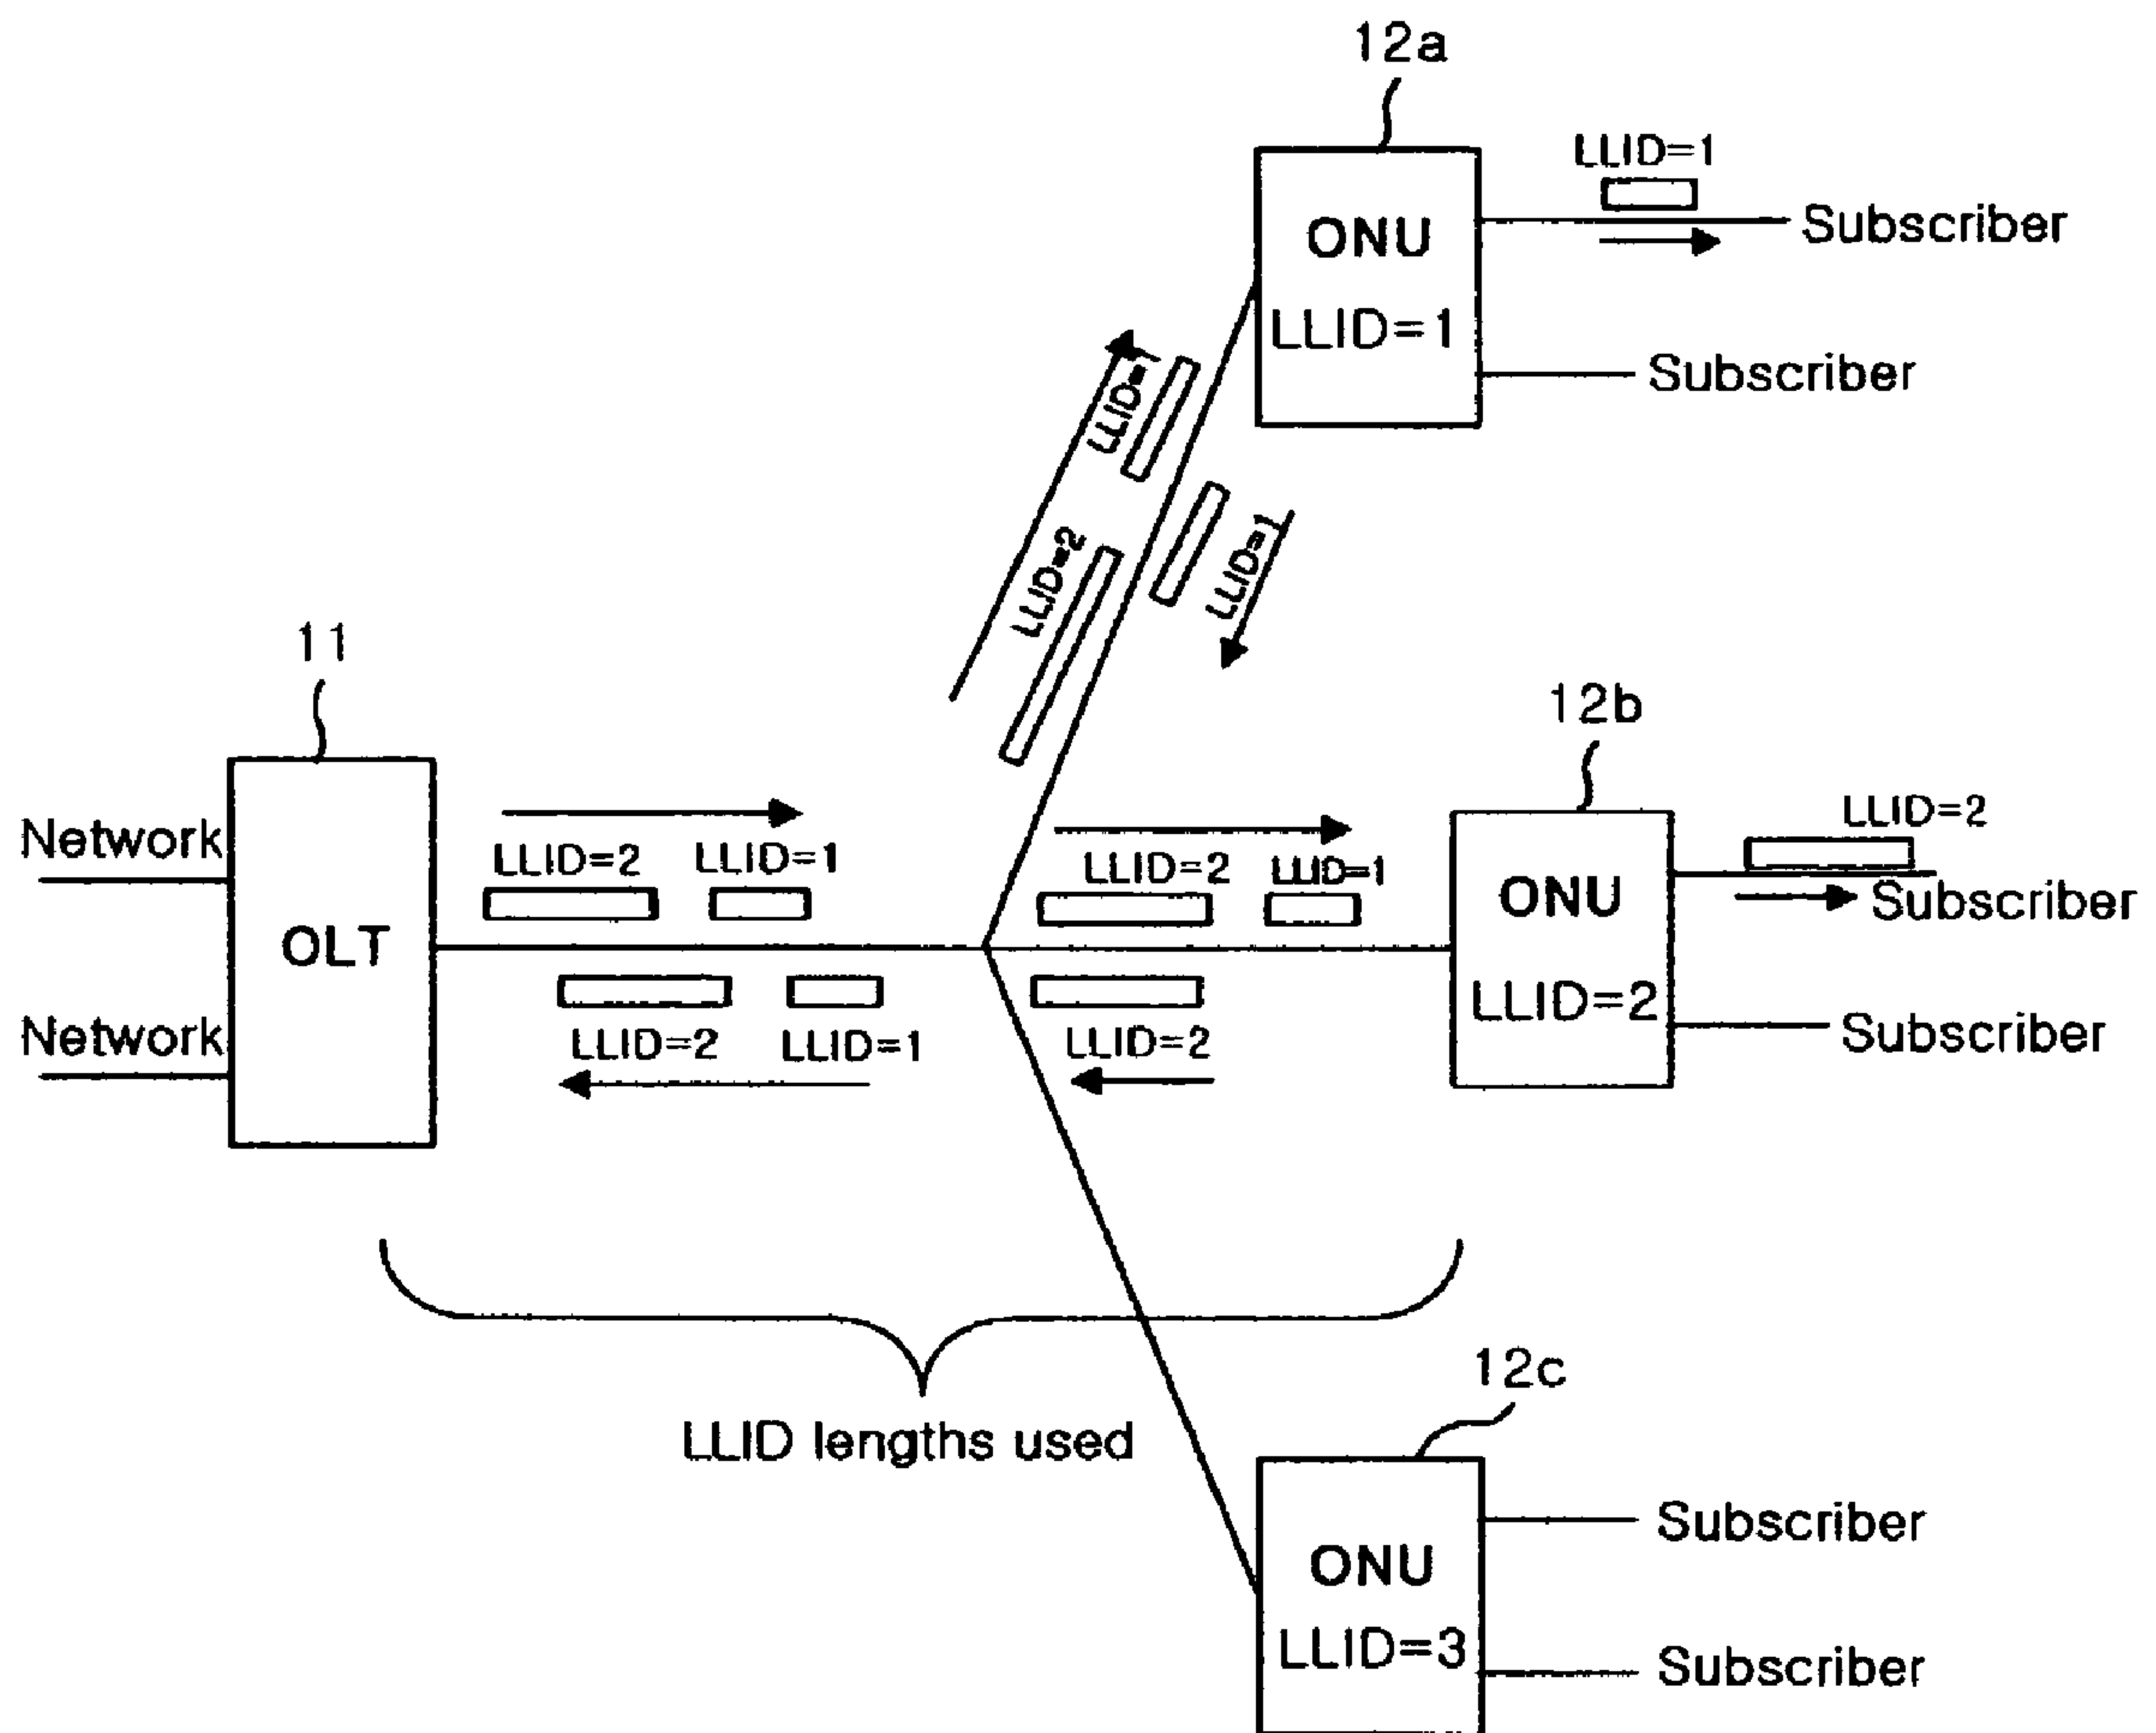 12a
LLID=1
ONU
LLID=1
Subscriber
Subscriber
LLID=1
LLID=2
LLID=1
11
12b
Network
Network
OLT
LLID=2
LLID=1
LLID=2
LLID=1
LLID=2
LLID=1
LLID=2
ONU
LLID=2
LLID=2
Subscriber
Subscriber
LLID lengths used
12c
ONU
LLID=3
Subscriber
Subscriber